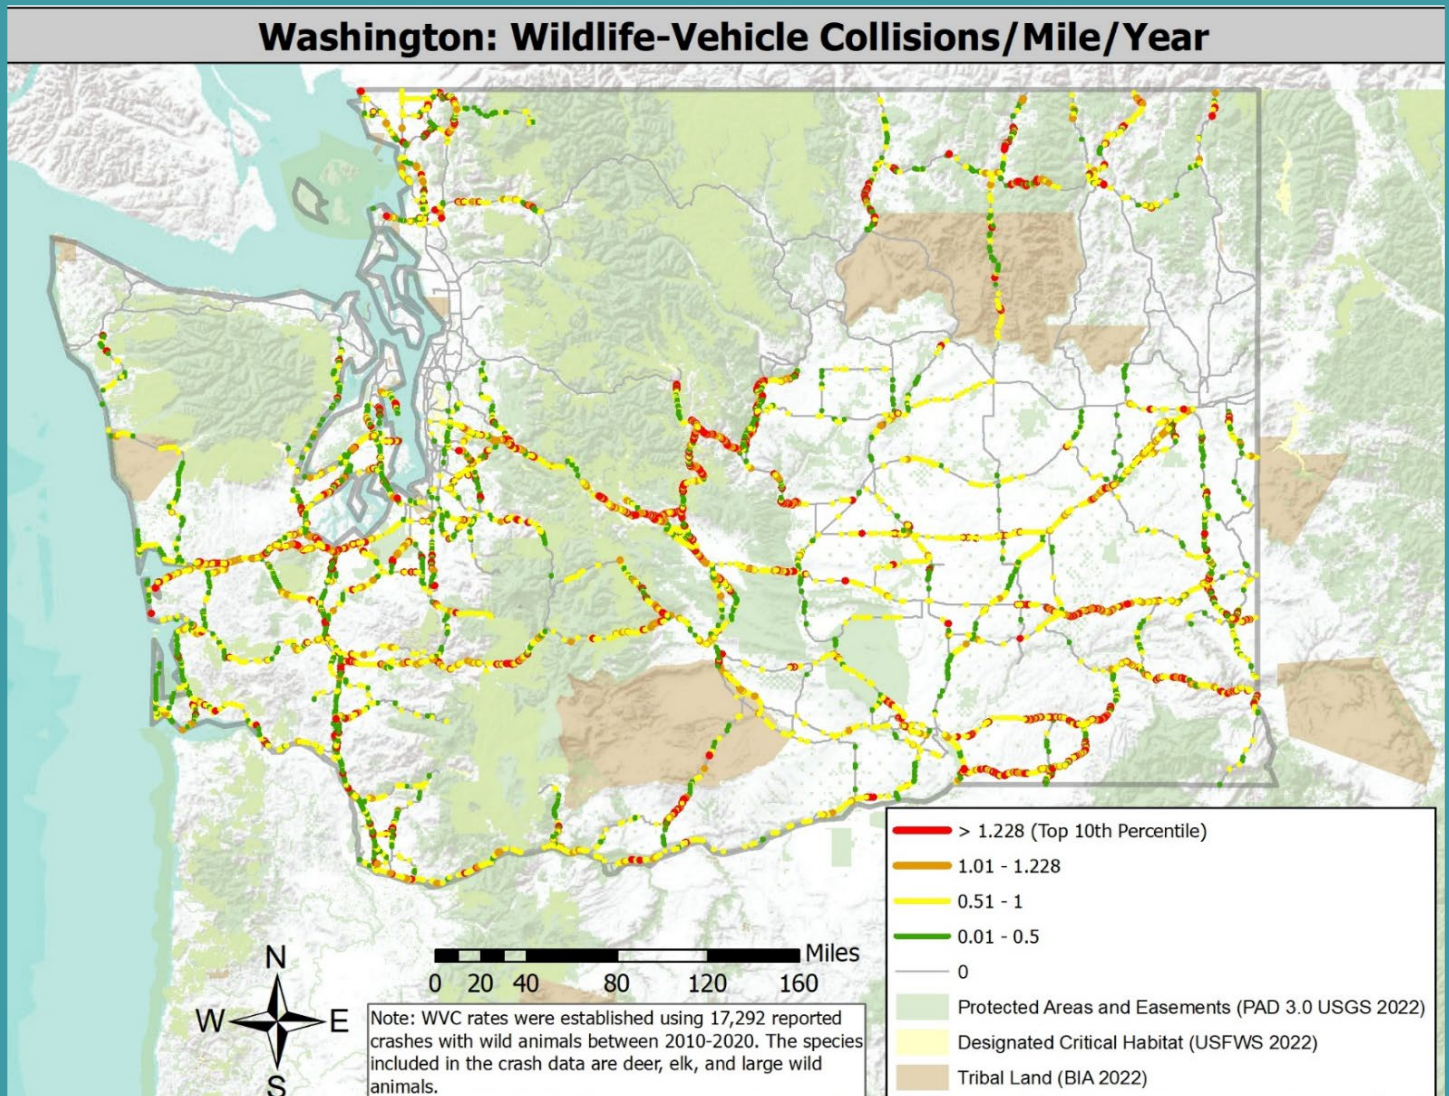 Washington: Wildlife-Vehicle Collisions/Mile/Year
> 1.228 (Top 10th Percentile)
1.01 - 1.228
0.51 - 1
0.01 - 0.5
0
Protected Areas and Easements (PAD 3.0 USGS 2022)
Designated Critical Habitat (USFWS 2022)
Tribal Land (BIA 2022)
N
W E
S
Miles
0 20 40 80 120 160
Note: WVC rates were established using 17,292 reported
crashes with wild animals between 2010-2020. The species
included in the crash data are deer, elk, and large wild
animals.